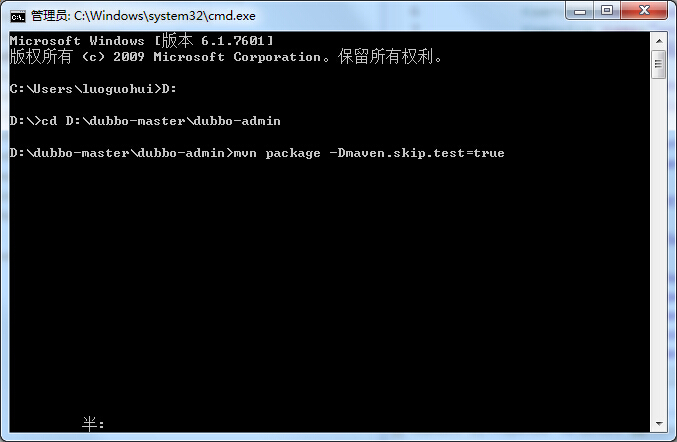 管理员: C:\Windows\system32\cmd.exe
Microsoft Windows [版本 6.1.7601]
版权所有 (c) 2009 Microsoft Corporation。保留所有权利。
C:\Users\luoguohui>D:
D:\>cd D:\dubbo-master\dubbo-admin
D:\dubbo-master\dubbo-admin>mvn package -Dmaven.skip.test=true
半: